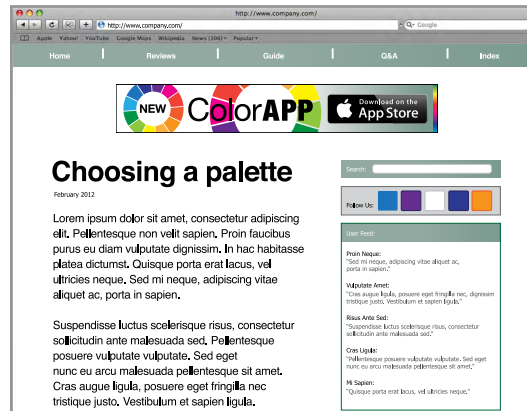 http://www.company.com/
http://www.company.com/
Google
Apple Yahoo! YouTube Google Maps Wikipedia News (306) Popular
Home Reviews Guide Q&A Index
NEW ColorAPP Download on the
App Store
Choosing a palette
February 2012
Lorem ipsum dolor sit amet, consectetur adipiscing
elit. Pellentesque non velit sapien. Proin faucibus
purus eu diam vulputate dignissim. In hac habitasse
platea dictumst. Quisque porta erat lacus, vel
ultricies neque. Sed mi neque, adipiscing vitae
aliquet ac, porta in sapien.
Suspendisse luctus scelerisque risus, consectetur
sollicitudin ante malesuada sed. Pellentesque
posuere vulputate vulputate. Sed eget
nunc eu arcu malesuada pellentesque sit amet.
Cras augue ligula, posuere eget fringilla nec
tristique justo. Vestibulum et sapien ligula.
Search:
Follow Us:
User Feed:
Proin Neque:
"Sed mi neque, adipiscing vitae aliquet ac,
porta in sapien."
Vulputate Amet:
"Cras augue ligula, posuere eget fringilla nec, dignissim
tristique justo. Vestibulum et sapien ligula."
Risus Ante Sed:
"Suspendisse luctus scelerisque risus, consectetur
sollicitudin ante malesuada sed."
Cras Ligula:
"Pellentesque posuere vulputate vulputate. Sed eget
nunc eu arcu malesuada pellentesque sit amet."
Mi Sapien:
"Quisque porta erat lacus, vel ultricies neque."